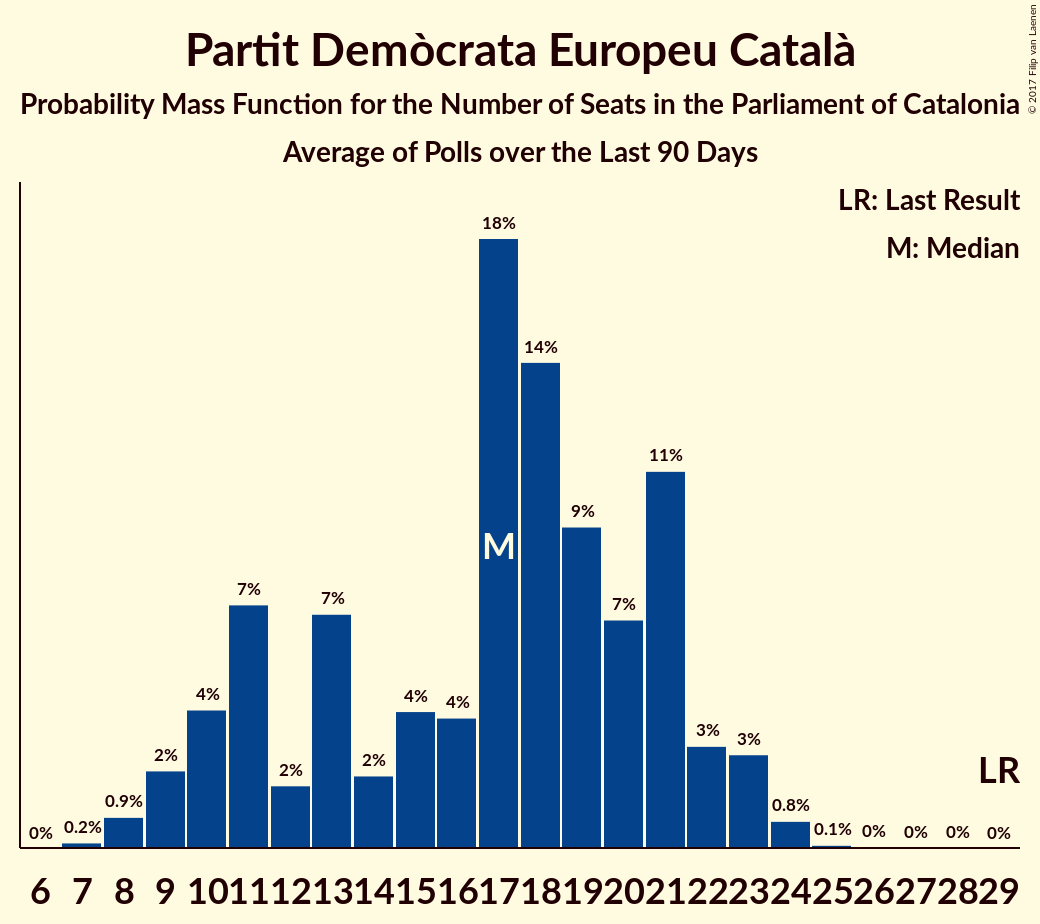 Partit Demòcrata Europeu Català
Probability Mass Function for the Number of Seats in the Parliament of Catalonia
Average of Polls over the Last 90 Days
© 2017 Filip van Laenen
LR: Last Result
M: Median
0% 0.2% 0.9% 2% 4% 7% 2% 7% 2% 4% 4% 18% 14% 9% 7% 11% 3% 3% 0.8% 0.1% 0% 0% 0% 0%
M
LR
6 7 8 9 10 11 12 13 14 15 16 17 18 19 20 21 22 23 24 25 26 27 28 29